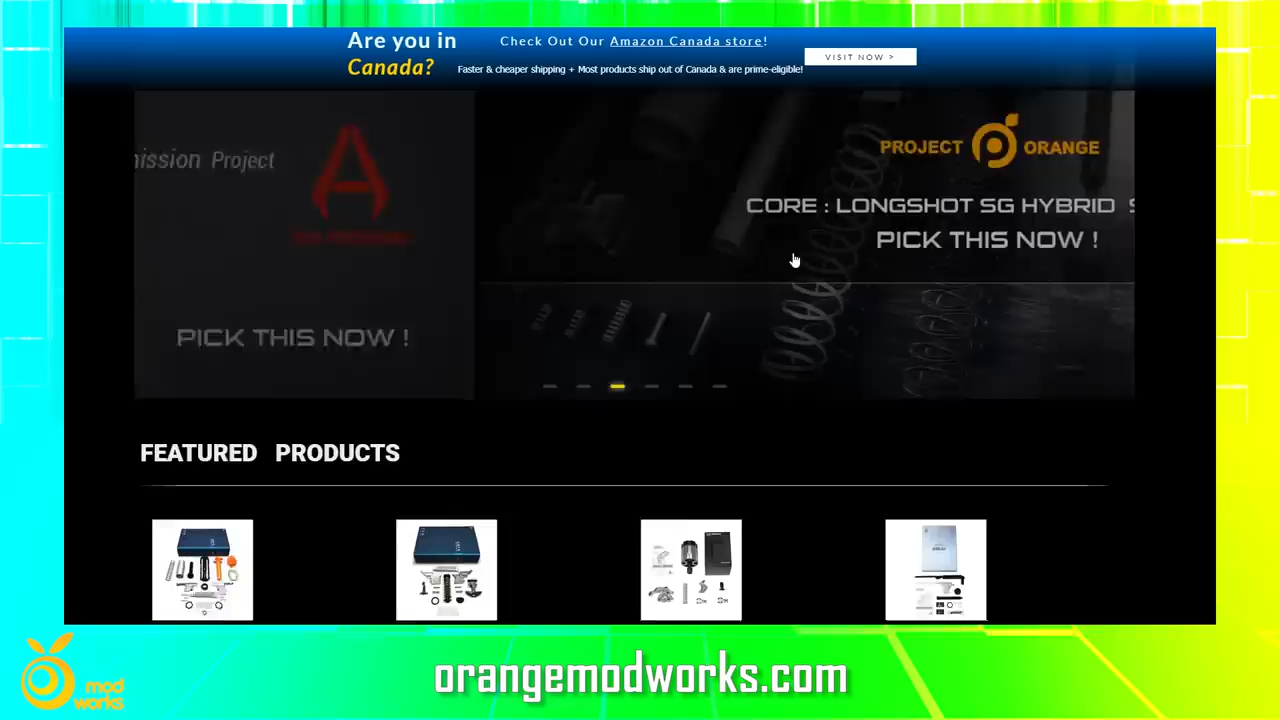 Are you in
Canada?
Check Out Our Amazon Canada store!
Faster & cheaper shipping + Most products ship out of Canada & are prime-eligible!
VISIT NOW >
mission Project
A
PICK THIS NOW !
PROJECT ORANGE
CORE : LONGSHOT SG HYBRID S
PICK THIS NOW !
FEATURED PRODUCTS
mod
works
orangemodworks.com